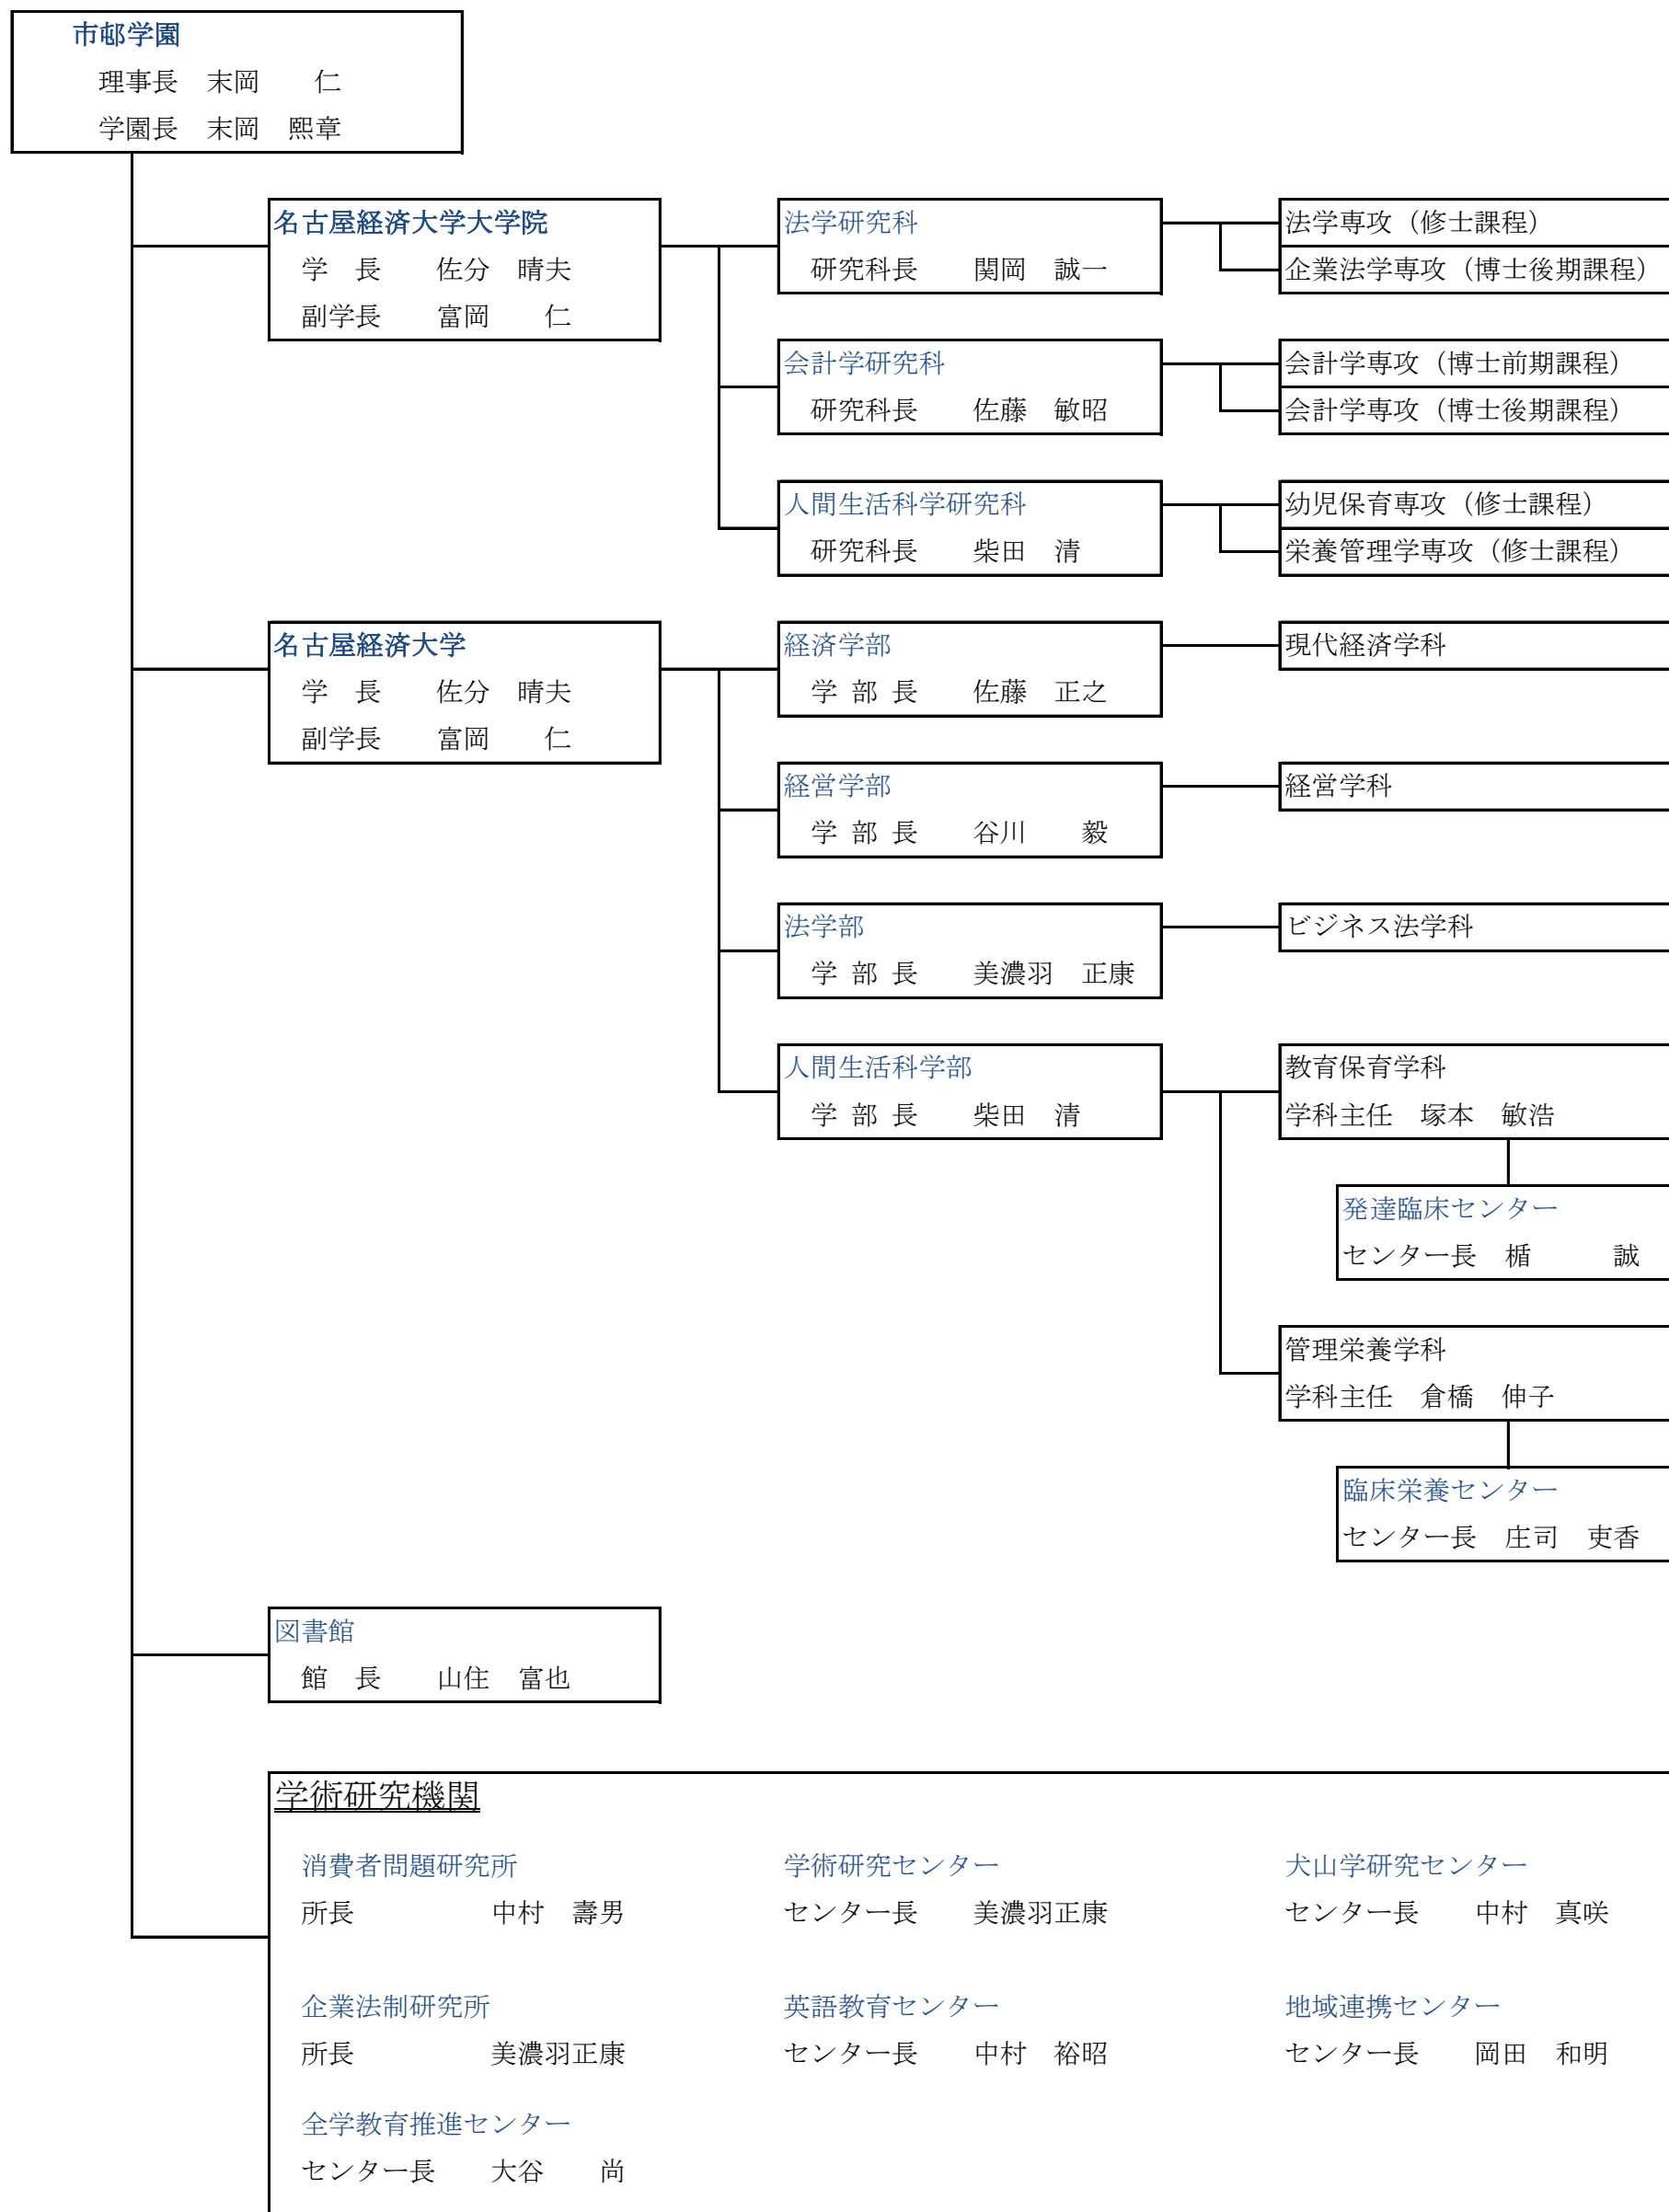 市邨学園
理事長　末岡　　仁
学園長　末岡　熙章
名古屋経済大学大学院
学　長　　佐分　晴夫
副学長　　富岡　　仁
法学研究科
研究科長　　関岡　誠一
法学専攻（修士課程）
企業法学専攻（博士後期課程）
会計学研究科
研究科長　　佐藤　敏昭
会計学専攻（博士前期課程）
会計学専攻（博士後期課程）
人間生活科学研究科
研究科長　　柴田　清
幼児保育専攻（修士課程）
栄養管理学専攻（修士課程）
名古屋経済大学
学　長　　佐分　晴夫
副学長　　富岡　　仁
経済学部
学 部 長　　佐藤　正之
現代経済学科
経営学部
学 部 長　　谷川　　毅
経営学科
法学部
学 部 長　　美濃羽　正康
ビジネス法学科
人間生活科学部
学 部 長　　柴田　清
教育保育学科
学科主任　塚本　敏浩
発達臨床センター
センター長　楯　　　誠
管理栄養学科
学科主任　倉橋　伸子
臨床栄養センター
センター長　庄司　吏香
図書館
館　長　　山住　富也
学術研究機関
消費者問題研究所
所長　　　　　中村　壽男
学術研究センター
センター長　　美濃羽正康
犬山学研究センター
センター長　　中村　真咲
企業法制研究所
所長　　　　　美濃羽正康
英語教育センター
センター長　　中村　裕昭
地域連携センター
センター長　　岡田　和明
全学教育推進センター
センター長　　大谷　　尚